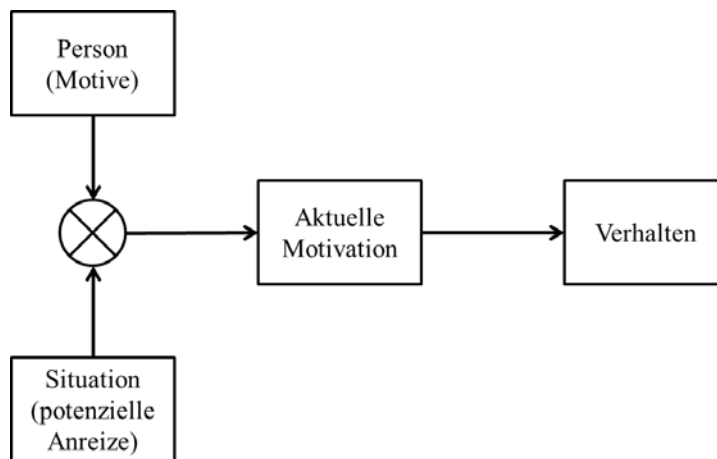 Person
(Motive)
Aktuelle
Motivation
Verhalten
Situation
(potenzielle
Anreize)